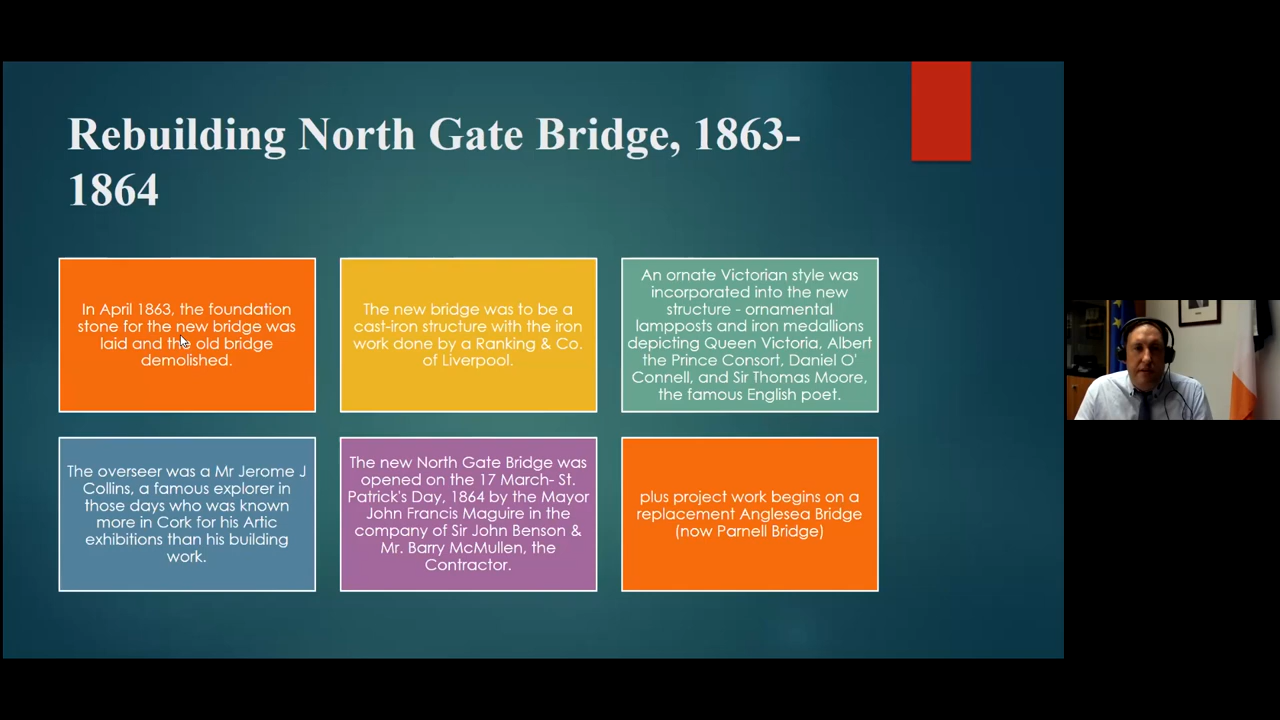 Rebuilding North Gate Bridge, 1863-
1864
In April 1863, the foundation
stone for the new bridge was
laid and the old bridge
demolished.
The new bridge was to be a
cast-iron structure with the iron
work done by a Ranking & Co.
of Liverpool.
An ornate Victorian style was
incorporated into the new
structure - ornamental
lampposts and iron medallions
depicting Queen Victoria, Albert
the Prince Consort, Daniel O'
Connell, and Sir Thomas Moore,
the famous English poet.
The overseer was a Mr Jerome J
Collins, a famous explorer in
those days who was known
more in Cork for his Artic
exhibitions than his building
work.
The new North Gate Bridge was
opened on the 17 March- St.
Patrick's Day, 1864 by the Mayor
John Francis Maguire in the
company of Sir John Benson &
Mr. Barry McMullen, the
Contractor.
plus project work begins on a
replacement Anglesea Bridge
(now Parnell Bridge)